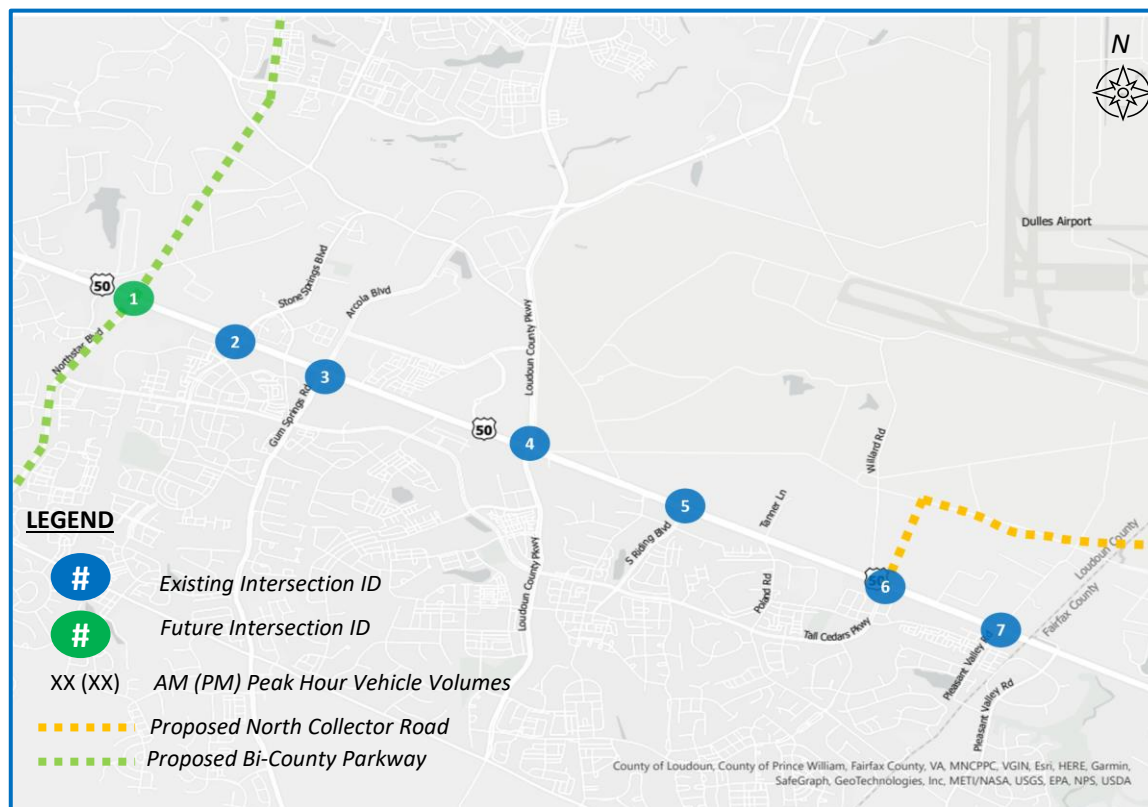 N
Dulles Airport
50
1
Stone Springs Blvd
Arcola Blvd
Loudoun County Pkwy
Northstar Blvd
2
3
Gum Springs Rd
50
4
Willard Rd
LEGEND
5
Tanner Ln
S Riding Blvd
#
Existing Intersection ID
Loudoun County Pkwy
Poland Rd
50
6
Loudoun County
Fairfax County
#
Future Intersection ID
Tall Cedars Pkwy
7
Pleasant Valley Rd
Pleasant Valley Rd
XX (XX) AM (PM) Peak Hour Vehicle Volumes
Proposed North Collector Road
Proposed Bi-County Parkway
County of Loudoun, County of Prince William, Fairfax County, VA, MNCPPC, VGIN, Esri, HERE, Garmin,
SafeGraph, GeoTechnologies, Inc, METI/NASA, USGS, EPA, NPS, USDA